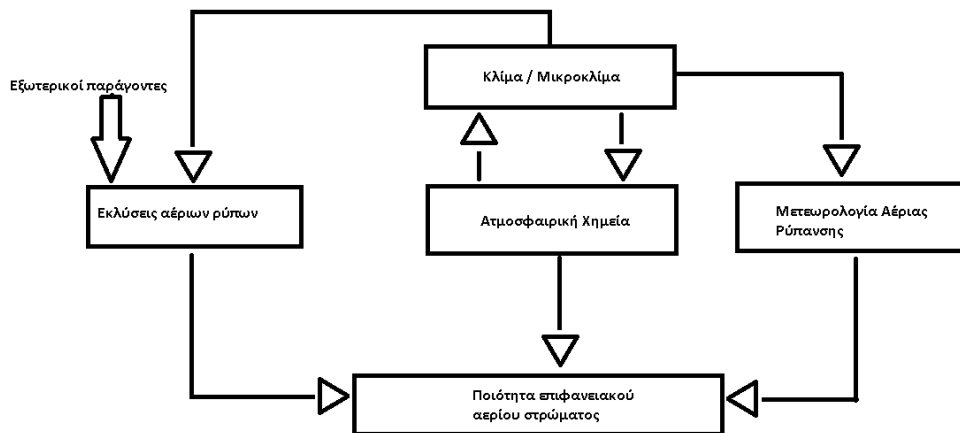 Κλίμα / Μικροκλίμα
Εξωτερικοί παράγοντες
Εκλύσεις αέριων ρύπων
Ατμοσφαιρική Χημεία
Μετεωρολογία Αέριας
Ρύπανσης
Ποιότητα επιφανειακού
αερίου στρώματος